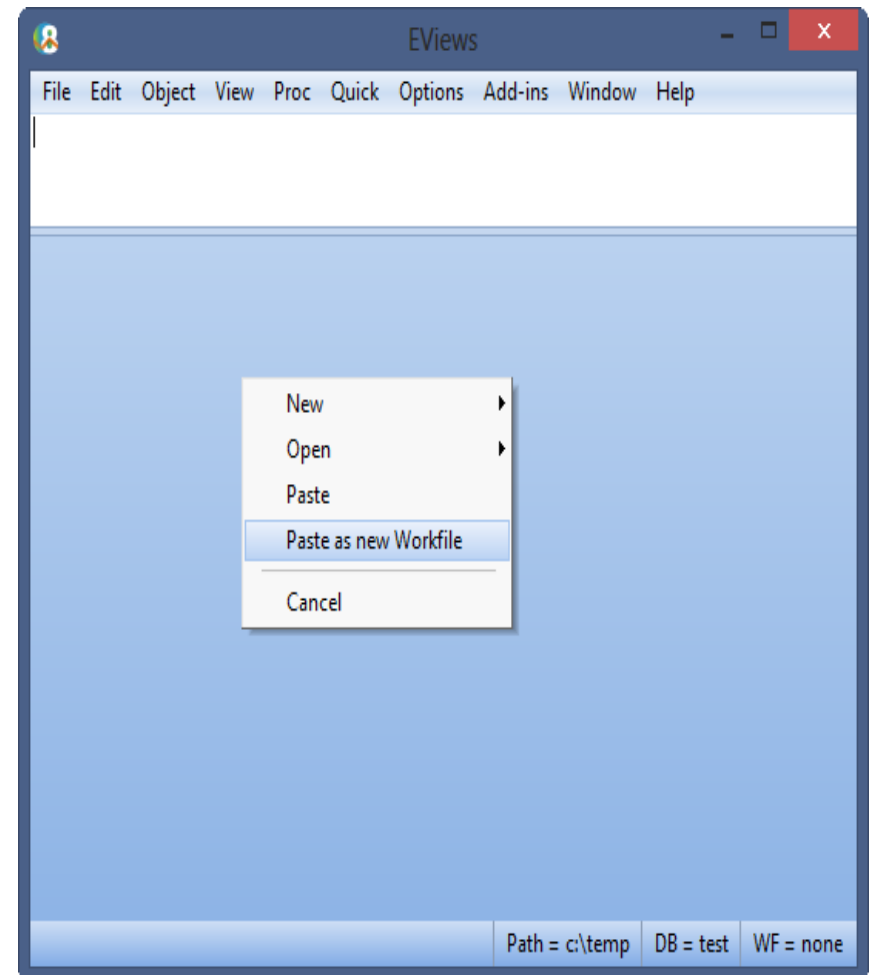 EViews
File Edit Object View Proc Quick Options Add-ins Window Help
New
Open
Paste
Paste as new Workfile
Cancel
Path = c:\temp DB = test WF = none